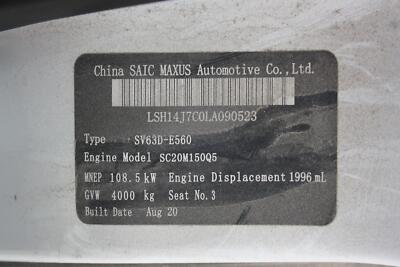 China SAIC MAXUS Automotive Co.,Ltd.
LSH14J7C0LA090523
Type SV63D-E560
Engine Model SC20M150Q5
MNEP 108.5 kW Engine Displacement 1996 mL
GVW 4000 kg Seat No. 3
Built Date Aug 20